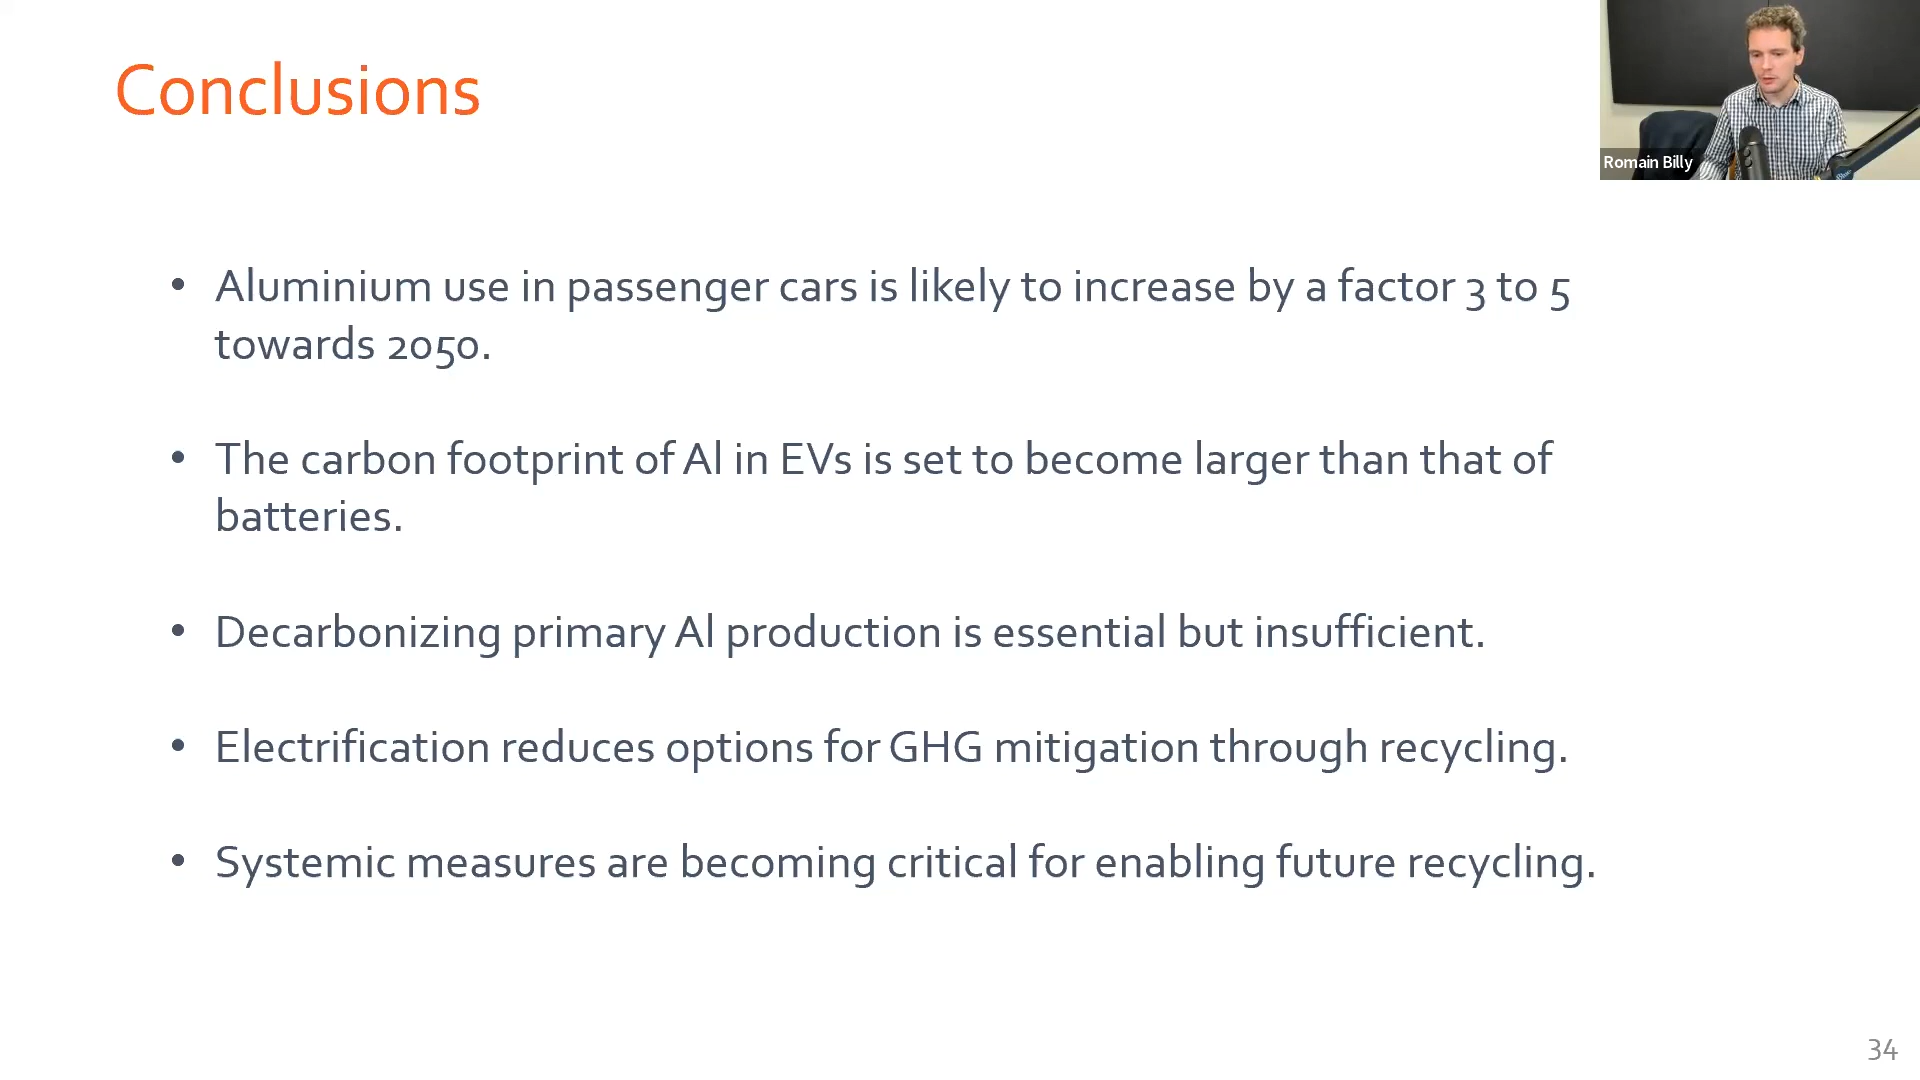 Conclusions
Romain Billy
• Aluminium use in passenger cars is likely to increase by a factor 3 to 5
towards 2050.
• The carbon footprint of Al in EVs is set to become larger than that of
batteries.
• Decarbonizing primary Al production is essential but insufficient.
• Electrification reduces options for GHG mitigation through recycling.
• Systemic measures are becoming critical for enabling future recycling.
34